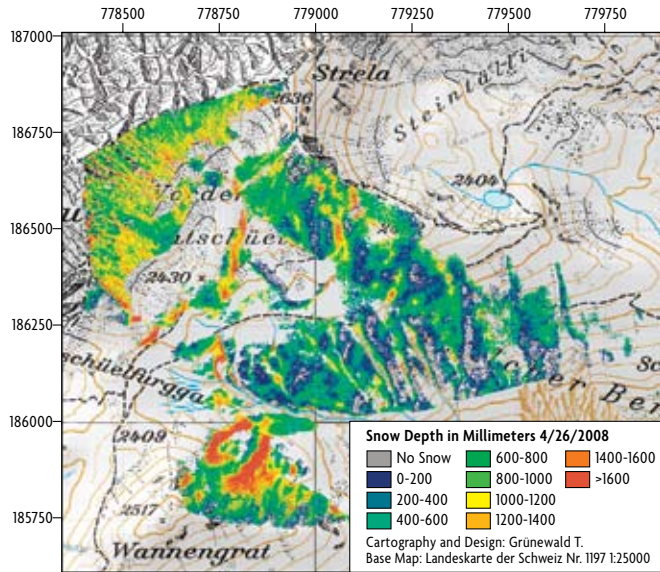 778500 778750 779000 779250 779500 779750
187000
186750
186500
186250
186000
185750
Strela
2636
Steintälli
2404
2430
2409
2517
Wannengrat
Snow Depth in Millimeters 4/26/2008
No Snow 600-800 1400-1600
0-200 800-1000 >1600
200-400 1000-1200
400-600 1200-1400
Cartography and Design: Grünewald T.
Base Map: Landeskarte der Schweiz Nr. 1197 1:25000